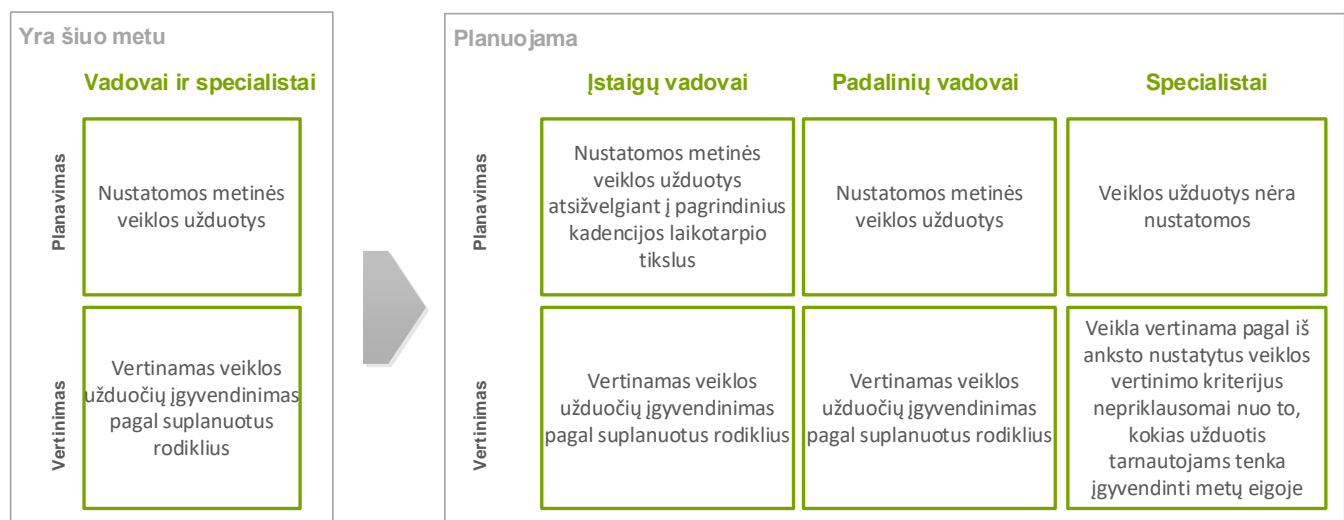 Yra šiuo metu
Vadovai ir specialistai
Planavimas
Nustatomos metinės
veiklos užduotys
Vertinimas
Vertinamas veiklos
užduočių įgyvendinimas
pagal suplanuotus
rodiklius
Planuojama
Įstaigų vadovai
Padalinių vadovai
Specialistai
Planavimas
Nustatomos metinės
veiklos užduotys
atsižvelgiant į pagrindinius
kadencijos laikotarpio
tikslus
Nustatomos metinės
veiklos užduotys
Veiklos užduotys nėra
nustatomos
Vertinimas
Vertinamas veiklos
užduočių įgyvendinimas
pagal suplanuotus rodiklius
Vertinamas veiklos
užduočių įgyvendinimas
pagal suplanuotus rodiklius
Veikla vertinama pagal iš
anksto nustatytus veiklos
vertinimo kriterijus
nepriklausomai nuo to,
kokias užduotis
tarnautojams tenka
įgyvendinti metų eigoje